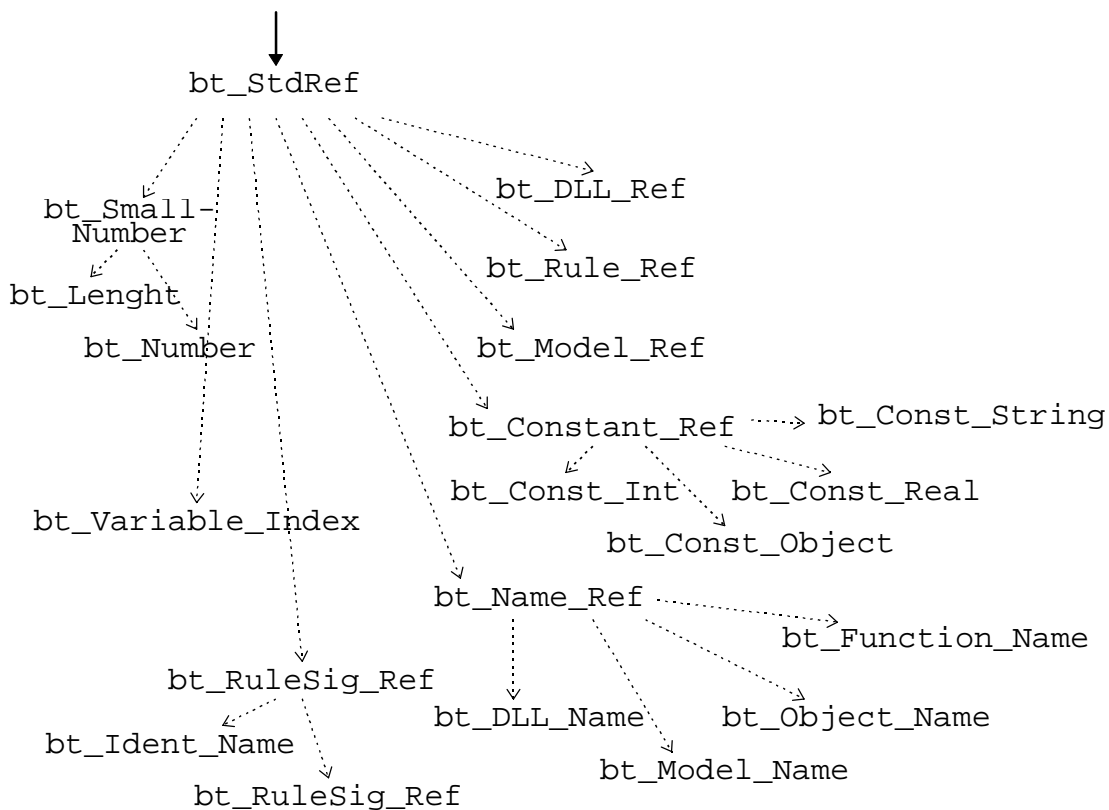 bt_StdRef
bt_DLL_Ref
bt_Small-
Number
bt_Rule_Ref
bt_Lenght
bt_Number
bt_Model_Ref
bt_Constant_Ref
bt_Const_String
bt_Const_Int
bt_Const_Real
bt_Variable_Index
bt_Const_Object
bt_Name_Ref
bt_Function_Name
bt_RuleSig_Ref
bt_DLL_Name
bt_Object_Name
bt_Ident_Name
bt_Model_Name
bt_RuleSig_Ref